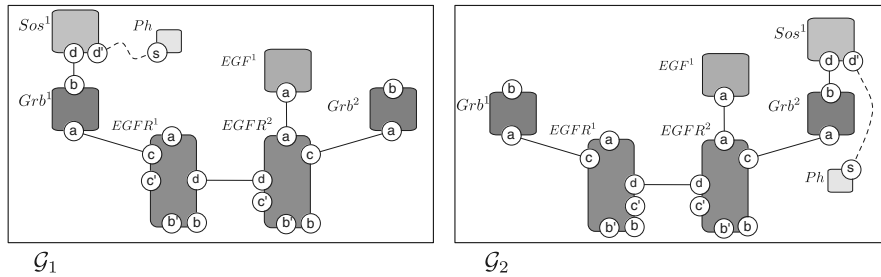 Sos¹ Ph
d d' s
b
Grb¹
a
EGFR¹
a
c
c'
d
b' b
EGF¹
a
EGFR²
a
c
d
c'
b' b
Grb²
b
a
G₁
Grb¹
b
a
EGFR¹
a
c
d
c'
b' b
EGF¹
a
EGFR²
a
c
d
c'
b' b
Sos¹
d d'
b
Grb²
a
s
Ph
G₂